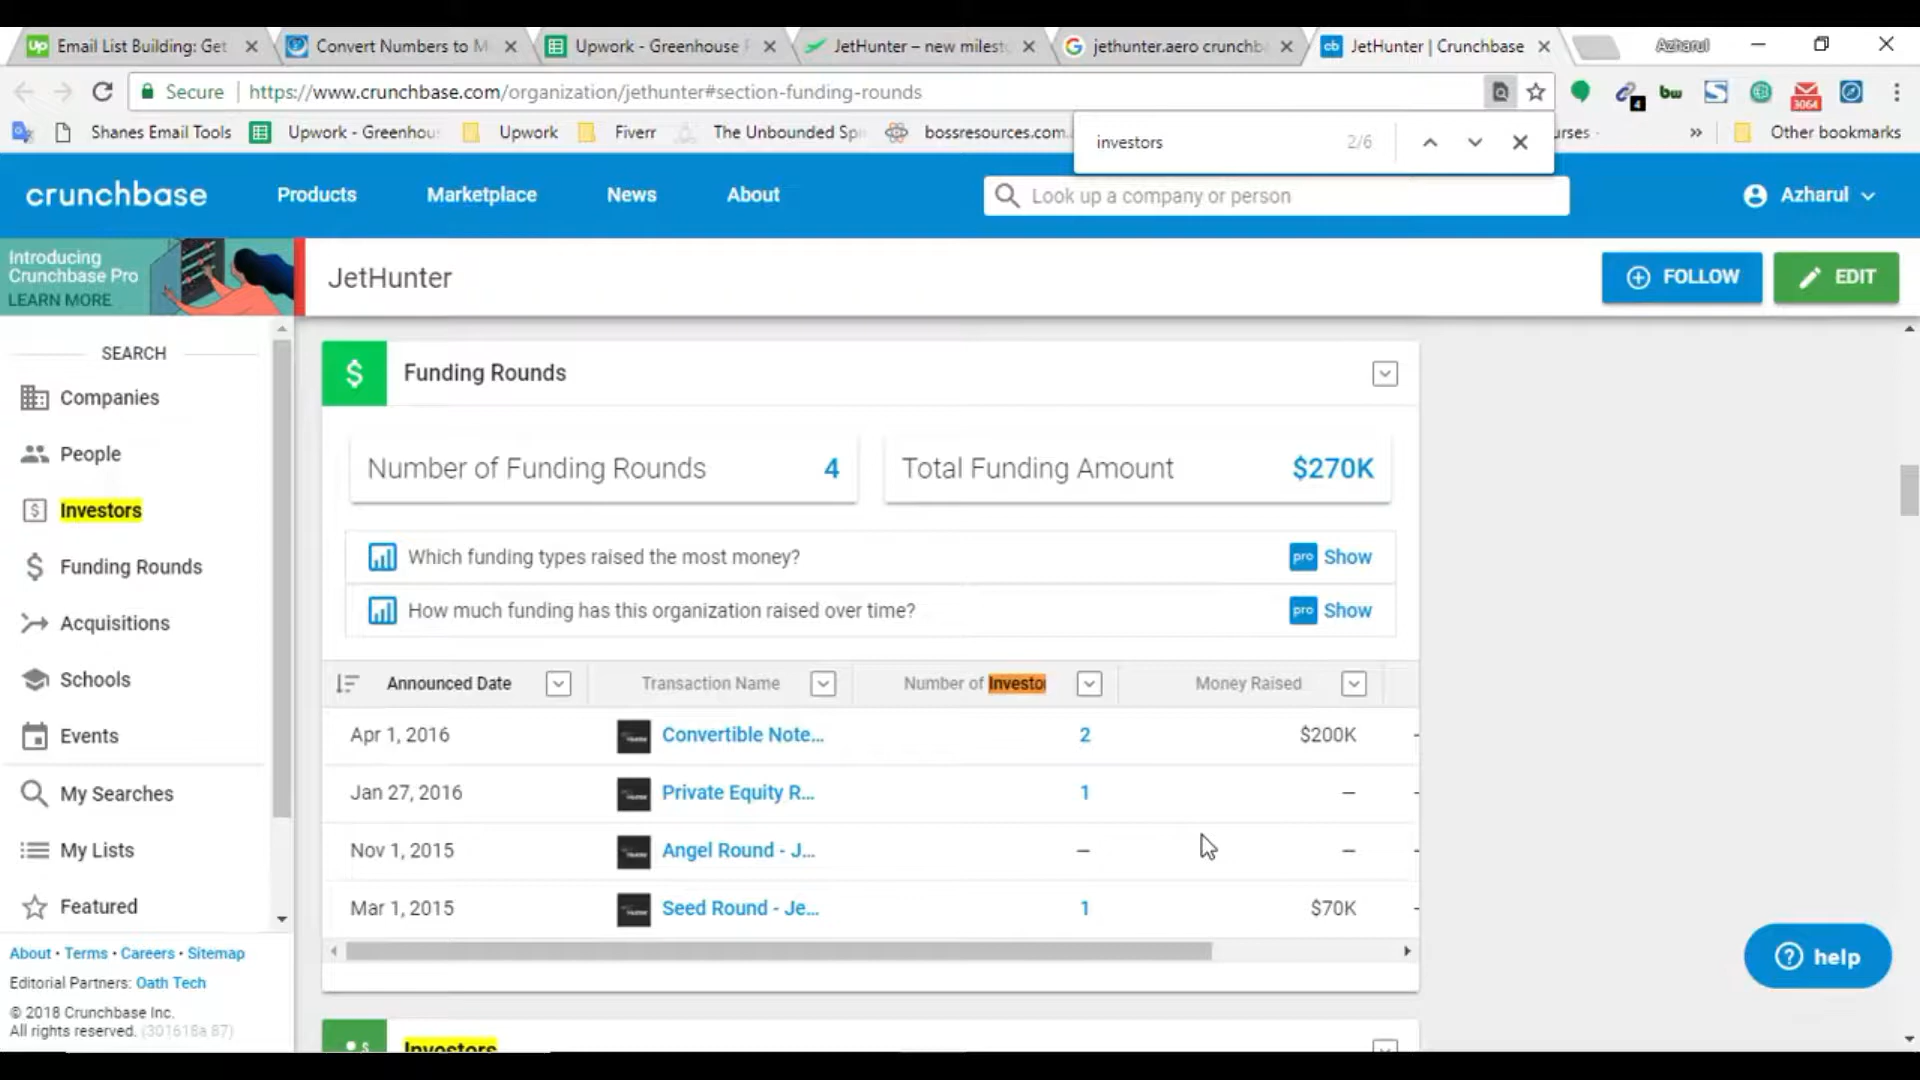 Email List Building: Get
Convert Numbers to M
Upwork - Greenhouse
JetHunter – new milest
jethunter.aero crunchb
JetHunter | Crunchbase
Azharul
Secure
https://www.crunchbase.com/organization/jethunter#section-funding-rounds
4
bw
3064
Shanes Email Tools
Upwork - Greenhou
Upwork
Fiverr
The Unbounded Sp
bossresources.com
urses
»
Other bookmarks
investors
2/6
crunchbase
Products
Marketplace
News
About
Look up a company or person
Azharul
Introducing
Crunchbase Pro
LEARN MORE
JetHunter
FOLLOW
EDIT
SEARCH
Companies
People
Investors
Funding Rounds
Acquisitions
Schools
Events
My Searches
My Lists
Featured
About • Terms • Careers • Sitemap
Editorial Partners: Oath Tech
© 2018 Crunchbase Inc.
All rights reserved. (301618a 87)
Funding Rounds
Number of Funding Rounds 4
Total Funding Amount $270K
Which funding types raised the most money? pro Show
How much funding has this organization raised over time? pro Show
Announced Date Transaction Name Number of Investo Money Raised
Apr 1, 2016 Convertible Note... 2 $200K
Jan 27, 2016 Private Equity R... 1 —
Nov 1, 2015 Angel Round - J... — —
Mar 1, 2015 Seed Round - Je... 1 $70K
Investors
help